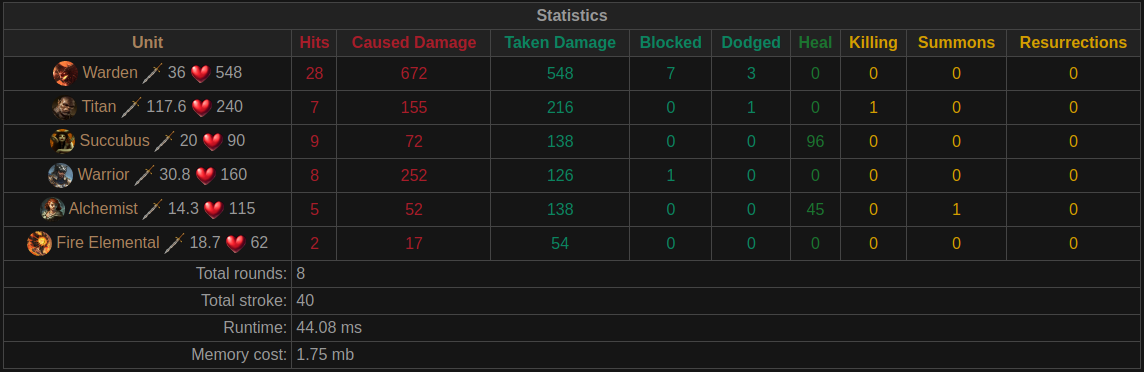 Statistics
Unit Hits Caused Damage Taken Damage Blocked Dodged Heal Killing Summons Resurrections
Warden 36 548 28 672 548 7 3 0 0 0 0
Titan 117.6 240 7 155 216 0 1 0 1 0 0
Succubus 20 90 9 72 138 0 0 96 0 0 0
Warrior 30.8 160 8 252 126 1 0 0 0 0 0
Alchemist 14.3 115 5 52 138 0 0 45 0 1 0
Fire Elemental 18.7 62 2 17 54 0 0 0 0 0 0
Total rounds: 8
Total stroke: 40
Runtime: 44.08 ms
Memory cost: 1.75 mb